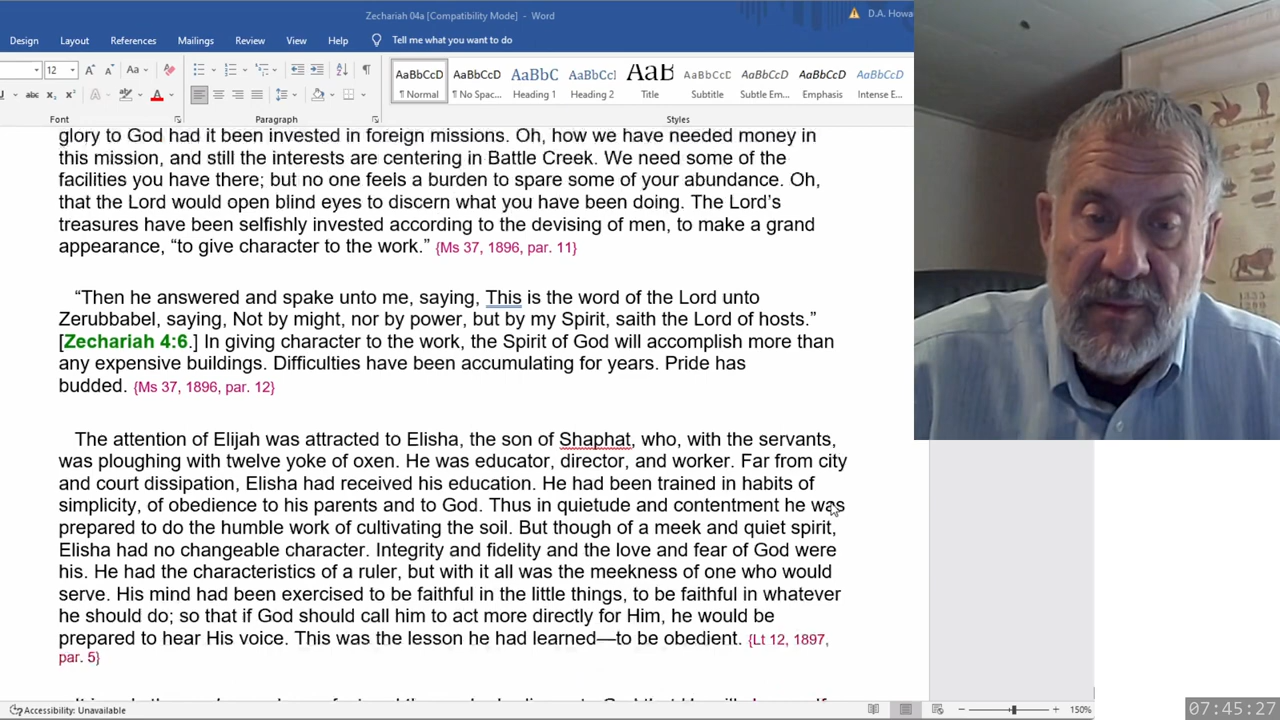 Zechariah 04a [Compatibility Mode] - Word
D.A. Howa
Design Layout References Mailings Review View Help Tell me what you want to do
12 Aa
AaBbCcD AaBbCcD AaBbC AaBbCcI AaB AaBbCcD AaBbCcD AaBbCcD AaBbCcD
¶ Normal ¶ No Spac... Heading 1 Heading 2 Title Subtitle Subtle Em... Emphasis Intense E...
Font Paragraph Styles
glory to God had it been invested in foreign missions. Oh, how we have needed money in
this mission, and still the interests are centering in Battle Creek. We need some of the
facilities you have there; but no one feels a burden to spare some of your abundance. Oh,
that the Lord would open blind eyes to discern what you have been doing. The Lord’s
treasures have been selfishly invested according to the devising of men, to make a grand
appearance, “to give character to the work.” {Ms 37, 1896, par. 11}
“Then he answered and spake unto me, saying, This is the word of the Lord unto
Zerubbabel, saying, Not by might, nor by power, but by my Spirit, saith the Lord of hosts.”
[Zechariah 4:6.] In giving character to the work, the Spirit of God will accomplish more than
any expensive buildings. Difficulties have been accumulating for years. Pride has
budded. {Ms 37, 1896, par. 12}
The attention of Elijah was attracted to Elisha, the son of Shaphat, who, with the servants,
was ploughing with twelve yoke of oxen. He was educator, director, and worker. Far from city
and court dissipation, Elisha had received his education. He had been trained in habits of
simplicity, of obedience to his parents and to God. Thus in quietude and contentment he was
prepared to do the humble work of cultivating the soil. But though of a meek and quiet spirit,
Elisha had no changeable character. Integrity and fidelity and the love and fear of God were
his. He had the characteristics of a ruler, but with it all was the meekness of one who would
serve. His mind had been exercised to be faithful in the little things, to be faithful in whatever
he should do; so that if God should call him to act more directly for Him, he would be
prepared to hear His voice. This was the lesson he had learned—to be obedient. {Lt 12, 1897,
par. 5}
Accessibility: Unavailable
150%
07:45:27